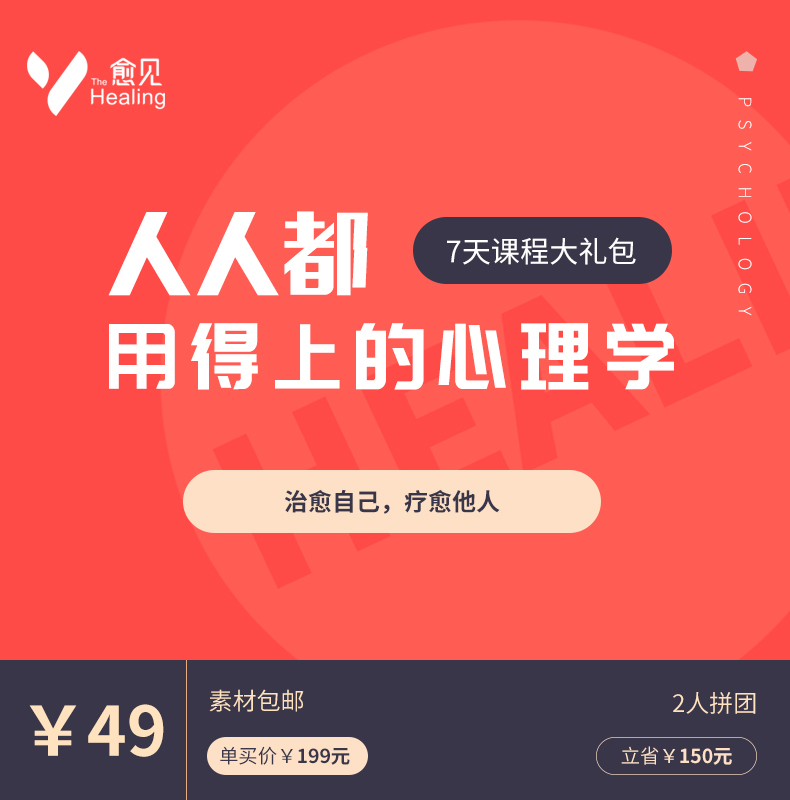 The 愈见
Healing
PSYCHOLOGY
人人都
7天课程大礼包
用得上的心理学
HEALI
治愈自己，疗愈他人
￥49
素材包邮
2人拼团
单买价￥199元
立省￥150元